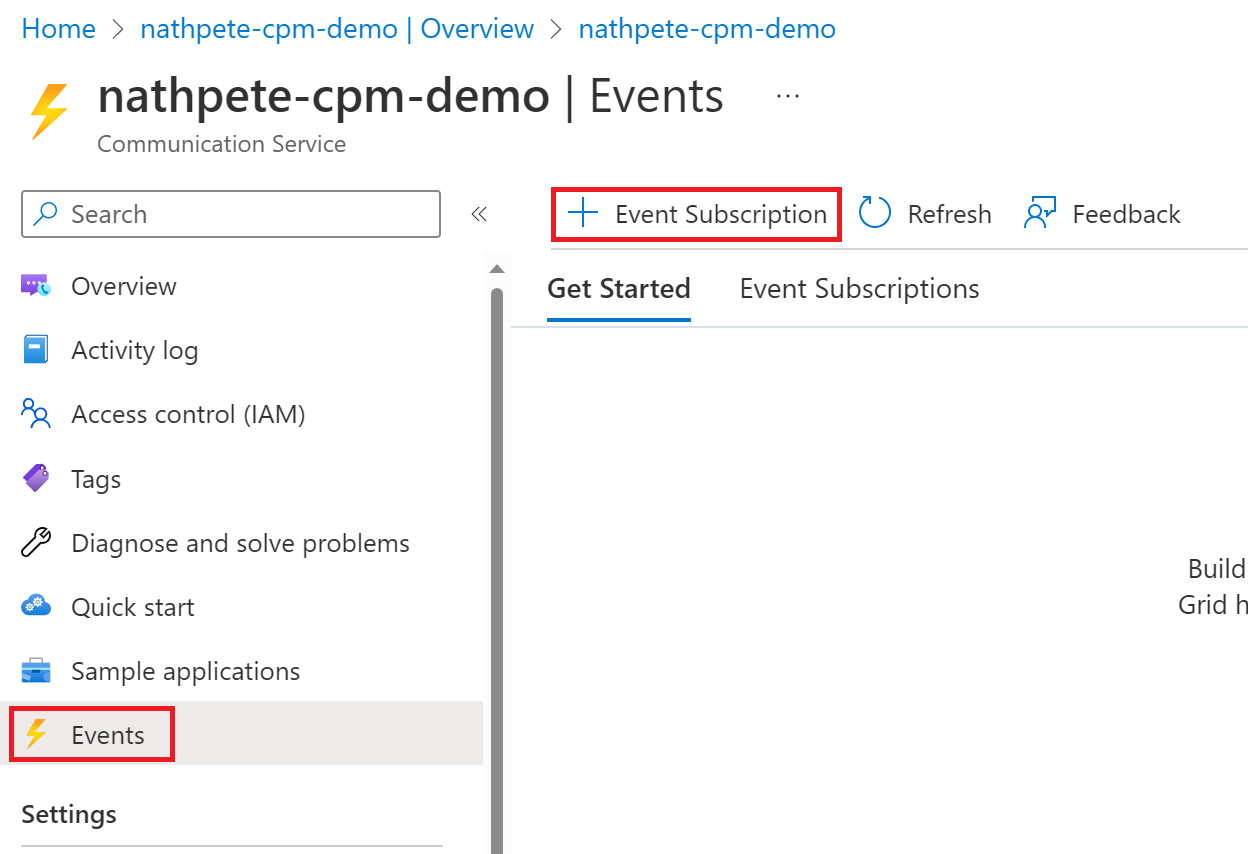 Home > nathpete-cpm-demo | Overview > nathpete-cpm-demo
nathpete-cpm-demo | Events ...
Communication Service
Search «
+ Event Subscription Refresh Feedback
Get Started Event Subscriptions
Overview
Activity log
Access control (IAM)
Tags
Diagnose and solve problems
Quick start
Sample applications
Events
Settings
Build
Grid h